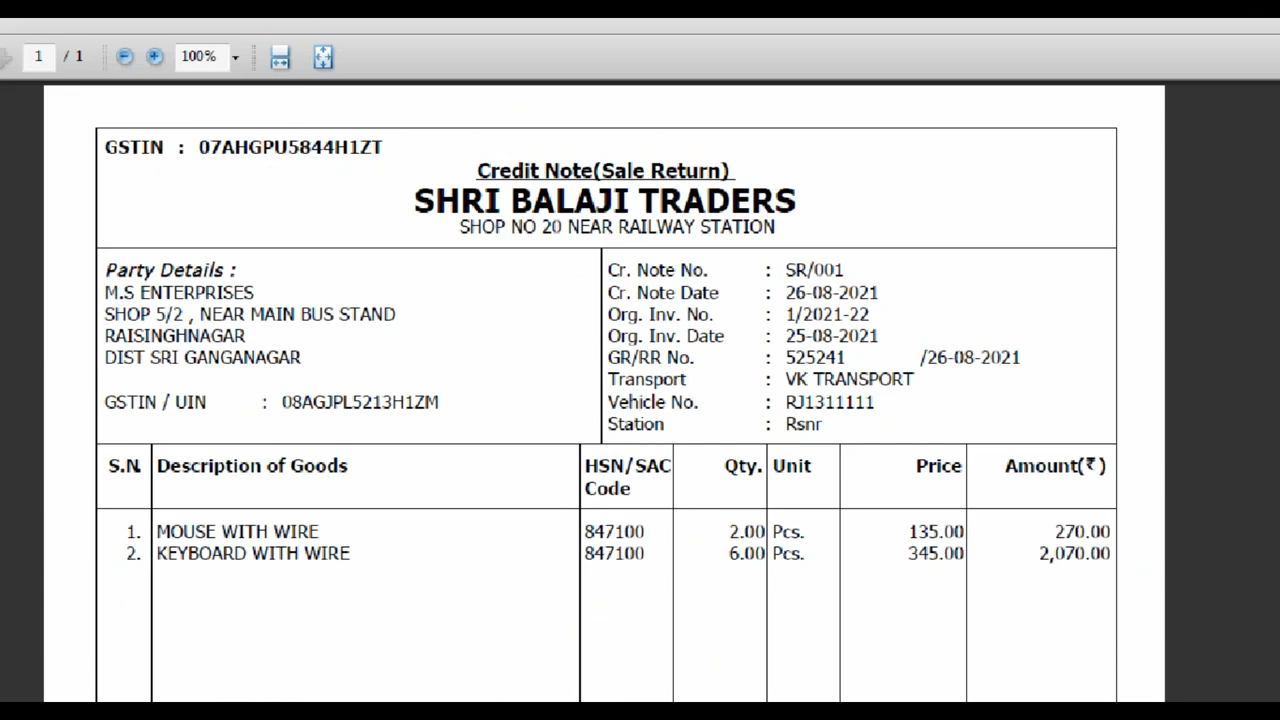 1 / 1 100%
GSTIN : 07AHGPU5844H1ZT
Credit Note(Sale Return)
SHRI BALAJI TRADERS
SHOP NO 20 NEAR RAILWAY STATION
Party Details :
M.S ENTERPRISES
SHOP 5/2 , NEAR MAIN BUS STAND
RAISINGHNAGAR
DIST SRI GANGANAGAR
GSTIN / UIN : 08AGJPL5213H1ZM
Cr. Note No. : SR/001
Cr. Note Date : 26-08-2021
Org. Inv. No. : 1/2021-22
Org. Inv. Date : 25-08-2021
GR/RR No. : 525241 /26-08-2021
Transport : VK TRANSPORT
Vehicle No. : RJ1311111
Station : Rsnr
S.N. Description of Goods HSN/SAC Code Qty. Unit Price Amount(₹)
1. MOUSE WITH WIRE 847100 2.00 Pcs. 135.00 270.00
2. KEYBOARD WITH WIRE 847100 6.00 Pcs. 345.00 2,070.00